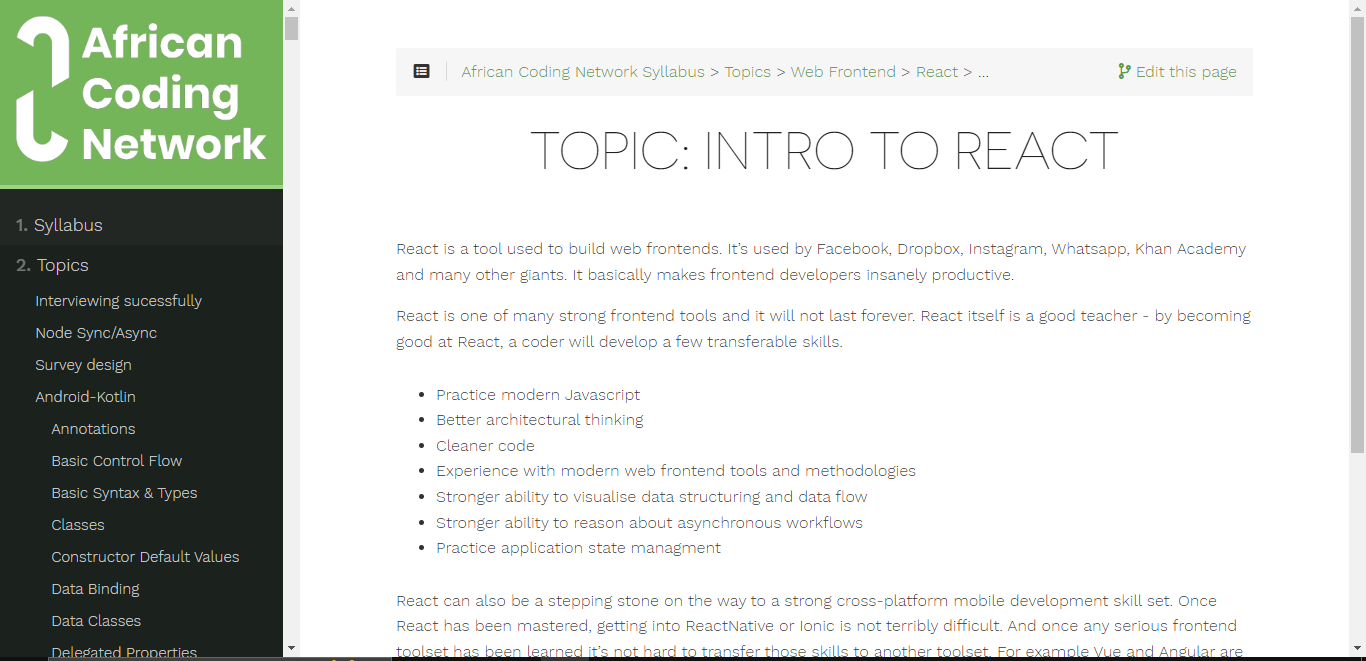 African
Coding
Network
1. Syllabus
2. Topics
Interviewing sucessfully
Node Sync/Async
Survey design
Android-Kotlin
Annotations
Basic Control Flow
Basic Syntax & Types
Classes
Constructor Default Values
Data Binding
Data Classes
Delegated Properties
African Coding Network Syllabus > Topics > Web Frontend > React > ...
Edit this page
TOPIC: INTRO TO REACT
React is a tool used to build web frontends. It’s used by Facebook, Dropbox, Instagram, Whatsapp, Khan Academy
and many other giants. It basically makes frontend developers insanely productive.
React is one of many strong frontend tools and it will not last forever. React itself is a good teacher - by becoming
good at React, a coder will develop a few transferable skills.
• Practice modern Javascript
• Better architectural thinking
• Cleaner code
• Experience with modern web frontend tools and methodologies
• Stronger ability to visualise data structuring and data flow
• Stronger ability to reason about asynchronous workflows
• Practice application state managment
React can also be a stepping stone on the way to a strong cross-platform mobile development skill set. Once
React has been mastered, getting into ReactNative or Ionic is not terribly difficult. And once any serious frontend
toolset has been learned it’s not hard to transfer those skills to another toolset. For example Vue and Angular are